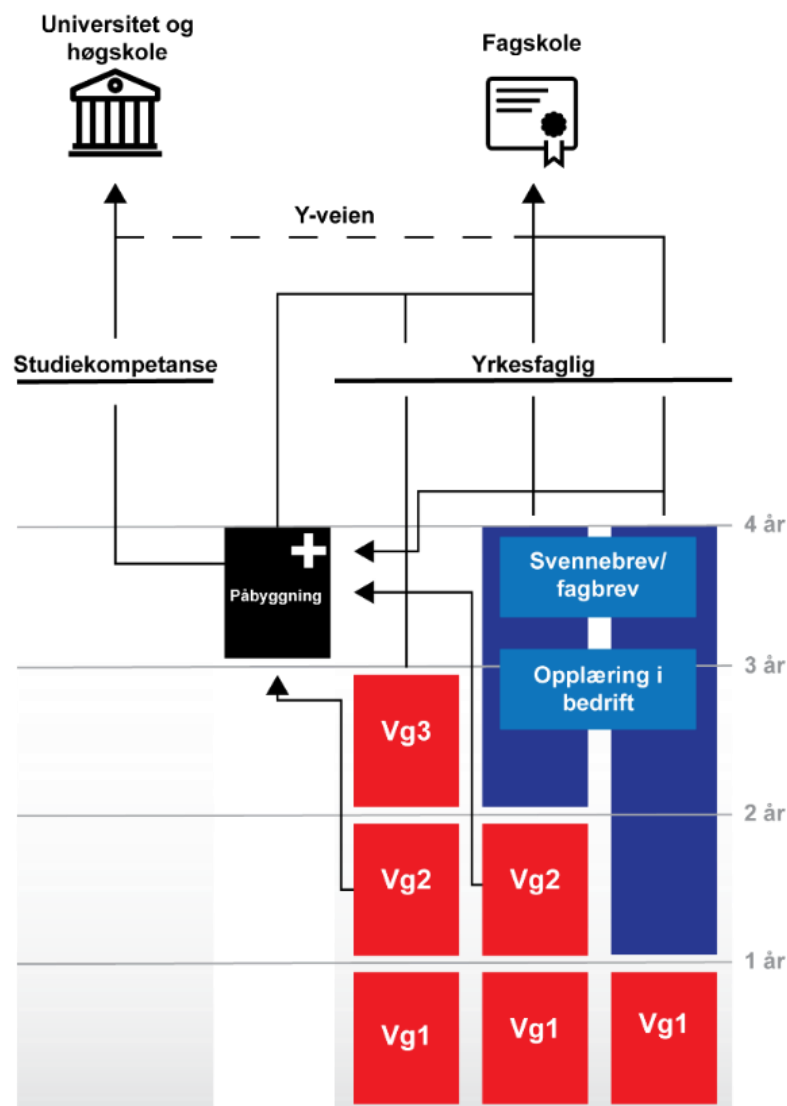 Universitet og
høgskole
Fagskole
Y-veien
Studiekompetanse
Yrkesfaglig
4 år
Påbyggning
Svennebrev/
fagbrev
3 år
Opplæring i
bedrift
Vg3
2 år
Vg2
Vg2
1 år
Vg1
Vg1
Vg1